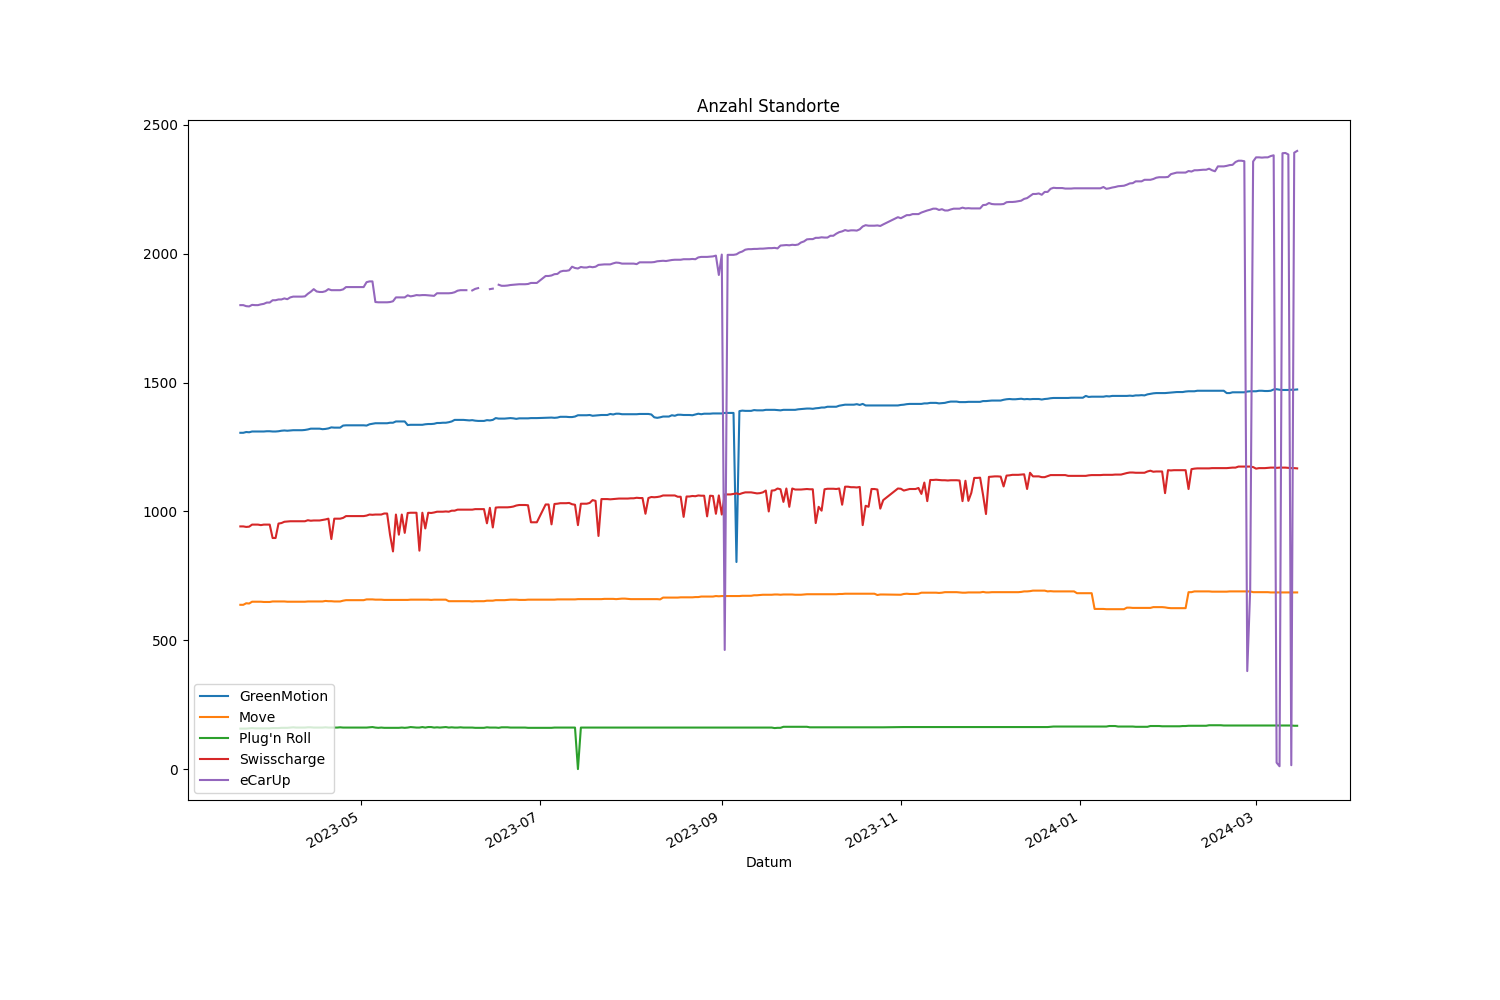 Anzahl Standorte
2500
2000
1500
1000
500
0
GreenMotion
Move
Plug'n Roll
Swisscharge
eCarUp
2023-05
2023-07
2023-09
2023-11
2024-01
2024-03
Datum